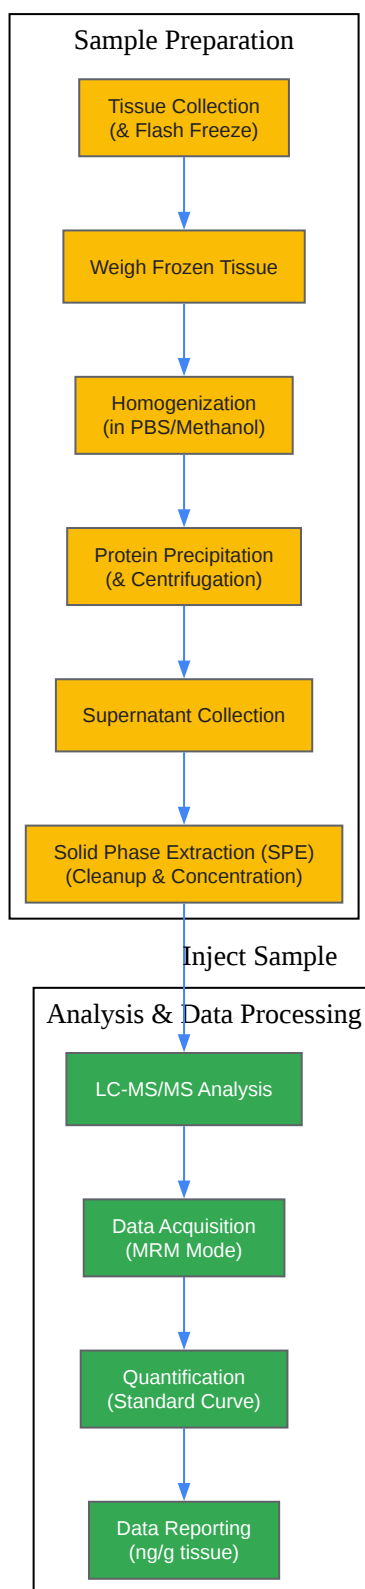 Sample Preparation
Tissue Collection
(& Flash Freeze)
Weigh Frozen Tissue
Homogenization
(in PBS/Methanol)
Protein Precipitation
(& Centrifugation)
Supernatant Collection
Solid Phase Extraction (SPE)
(Cleanup & Concentration)
Inject Sample
Analysis & Data Processing
LC-MS/MS Analysis
Data Acquisition
(MRM Mode)
Quantification
(Standard Curve)
Data Reporting
(ng/g tissue)